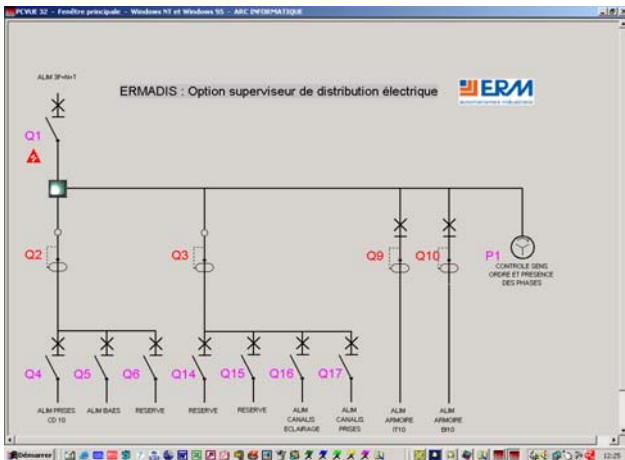 PCVUE 32 - Fenêtre principale - Windows NT et Windows 95 - ARC INFORMATIQUE
ALIM 3P+N+T
ERMADIS : Option superviseur de distribution électrique
ERM
automatismes industriels
Q1
Q2
Q3
Q9
Q10
P1
CONTROLE SENS
ORDRE ET PRESENCE
DES PHASES
Q4
Q5
Q6
Q14
Q15
Q16
Q17
ALIM PRISES
CD 10
ALIM BAES
RESERVE
RESERVE
RESERVE
ALIM
CANALIS
ECLAIRAGE
ALIM
CANALIS
PRISES
ALIM
ARMOIRE
IT10
ALIM
ARMOIRE
BI10
Démarrer
12:25